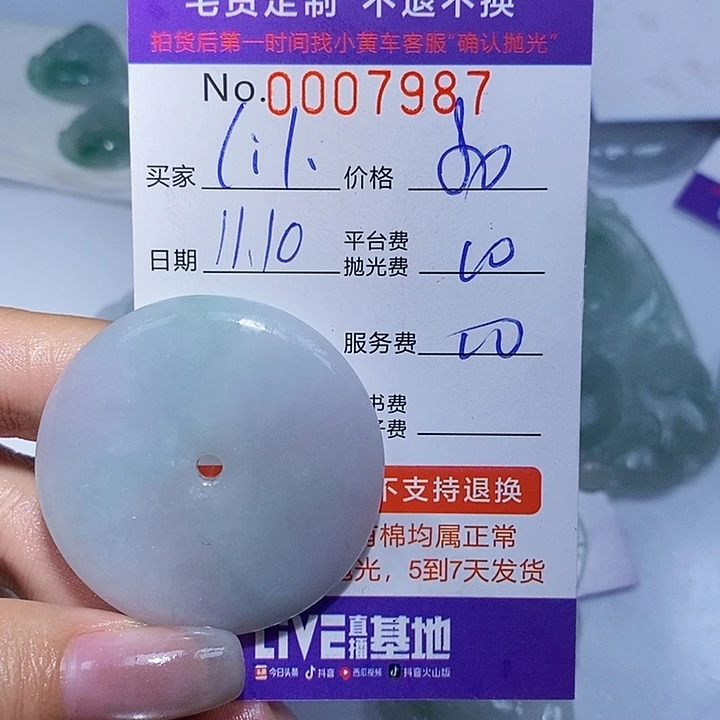 毛货定制 不退不换
拍货后第一时间找小黄车客服“确认抛光”
No.0007987
买家 价格
日期 11.10 平台费
抛光费 10
服务费
书费
子费
不支持退换
有棉均属正常
抛光，5到7天发货
LIVE直播基地
今日头条 抖音 西瓜视频 抖音火山版